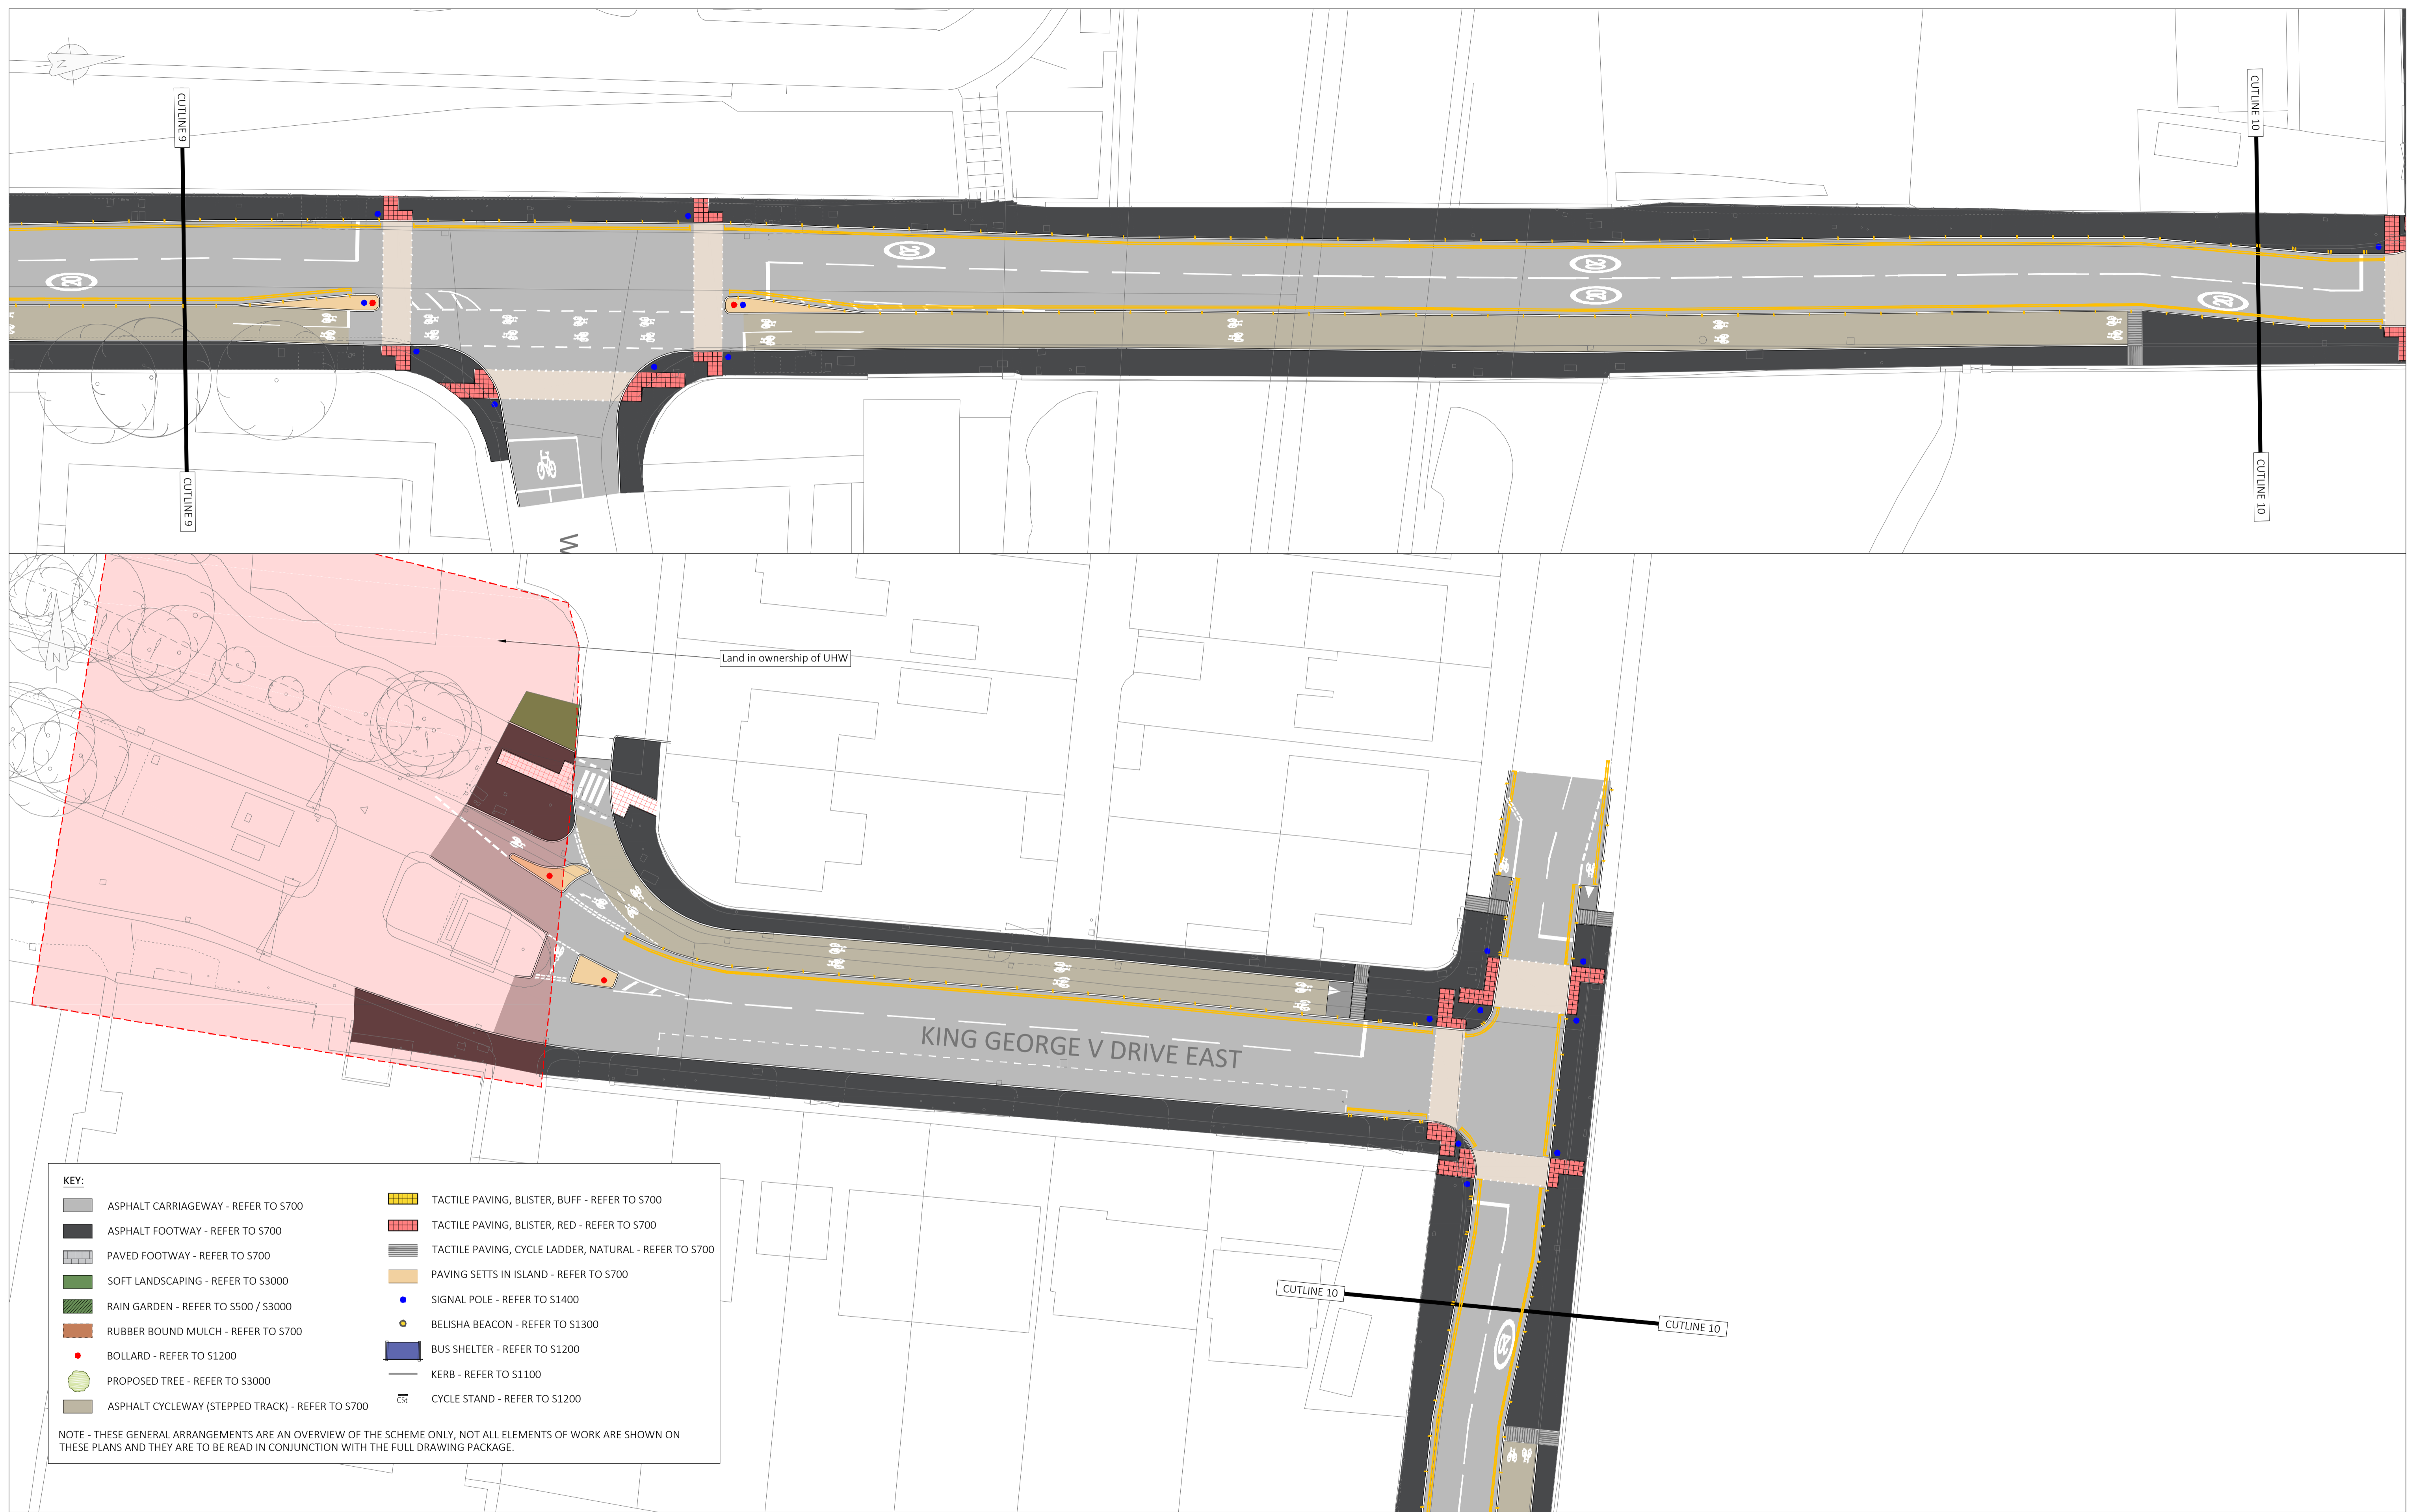 N
CUTLINE 9
CUTLINE 10
20
20
20
20
20
CUTLINE 9
CUTLINE 10
W
N
Land in ownership of UHW
KING GEORGE V DRIVE EAST
CUTLINE 10
CUTLINE 10
20
KEY:
ASPHALT CARRIAGEWAY - REFER TO S700
ASPHALT FOOTWAY - REFER TO S700
PAVED FOOTWAY - REFER TO S700
SOFT LANDSCAPING - REFER TO S3000
RAIN GARDEN - REFER TO S500 / S3000
RUBBER BOUND MULCH - REFER TO S700
BOLLARD - REFER TO S1200
PROPOSED TREE - REFER TO S3000
ASPHALT CYCLEWAY (STEPPED TRACK) - REFER TO S700
TACTILE PAVING, BLISTER, BUFF - REFER TO S700
TACTILE PAVING, BLISTER, RED - REFER TO S700
TACTILE PAVING, CYCLE LADDER, NATURAL - REFER TO S700
PAVING SETTS IN ISLAND - REFER TO S700
SIGNAL POLE - REFER TO S1400
BELISHA BEACON - REFER TO S1300
BUS SHELTER - REFER TO S1200
KERB - REFER TO S1100
CSt CYCLE STAND - REFER TO S1200
NOTE - THESE GENERAL ARRANGEMENTS ARE AN OVERVIEW OF THE SCHEME ONLY, NOT ALL ELEMENTS OF WORK ARE SHOWN ON
THESE PLANS AND THEY ARE TO BE READ IN CONJUNCTION WITH THE FULL DRAWING PACKAGE.